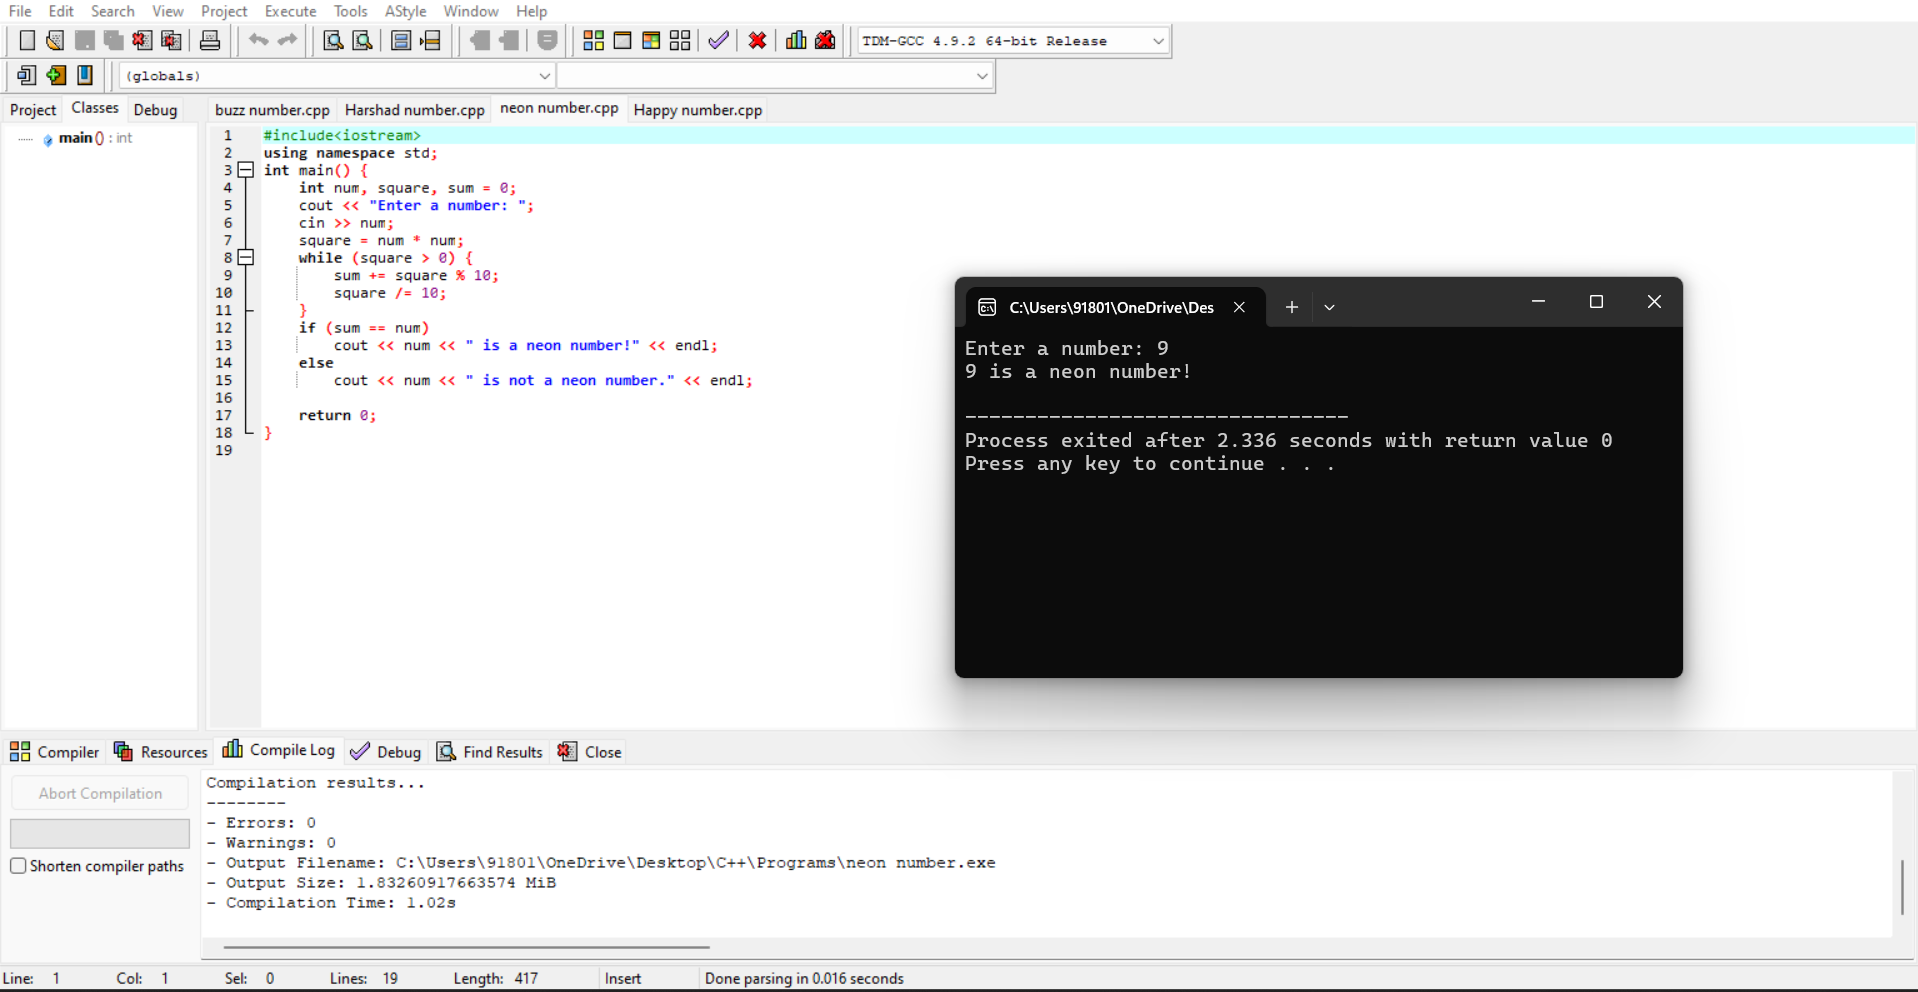 File Edit Search View Project Execute Tools AStyle Window Help
TDM-GCC 4.9.2 64-bit Release
(globals)
Project Classes Debug
buzz number.cpp Harshad number.cpp neon number.cpp Happy number.cpp
main () : int
1 #include<iostream>
2 using namespace std;
3 int main() {
4 int num, square, sum = 0;
5 cout << "Enter a number: ";
6 cin >> num;
7 square = num * num;
8 while (square > 0) {
9 sum += square % 10;
10 square /= 10;
11 }
12 if (sum == num)
13 cout << num << " is a neon number!" << endl;
14 else
15 cout << num << " is not a neon number." << endl;
16
17 return 0;
18 }
19
C:\Users\91801\OneDrive\Des
Enter a number: 9
9 is a neon number!
--------------------------------
Process exited after 2.336 seconds with return value 0
Press any key to continue . . .
Compiler Resources Compile Log Debug Find Results Close
Abort Compilation
Shorten compiler paths
Compilation results...
--------
- Errors: 0
- Warnings: 0
- Output Filename: C:\Users\91801\OneDrive\Desktop\C++\Programs\neon number.exe
- Output Size: 1.83260917663574 MiB
- Compilation Time: 1.02s
Line: 1 Col: 1 Sel: 0 Lines: 19 Length: 417 Insert Done parsing in 0.016 seconds